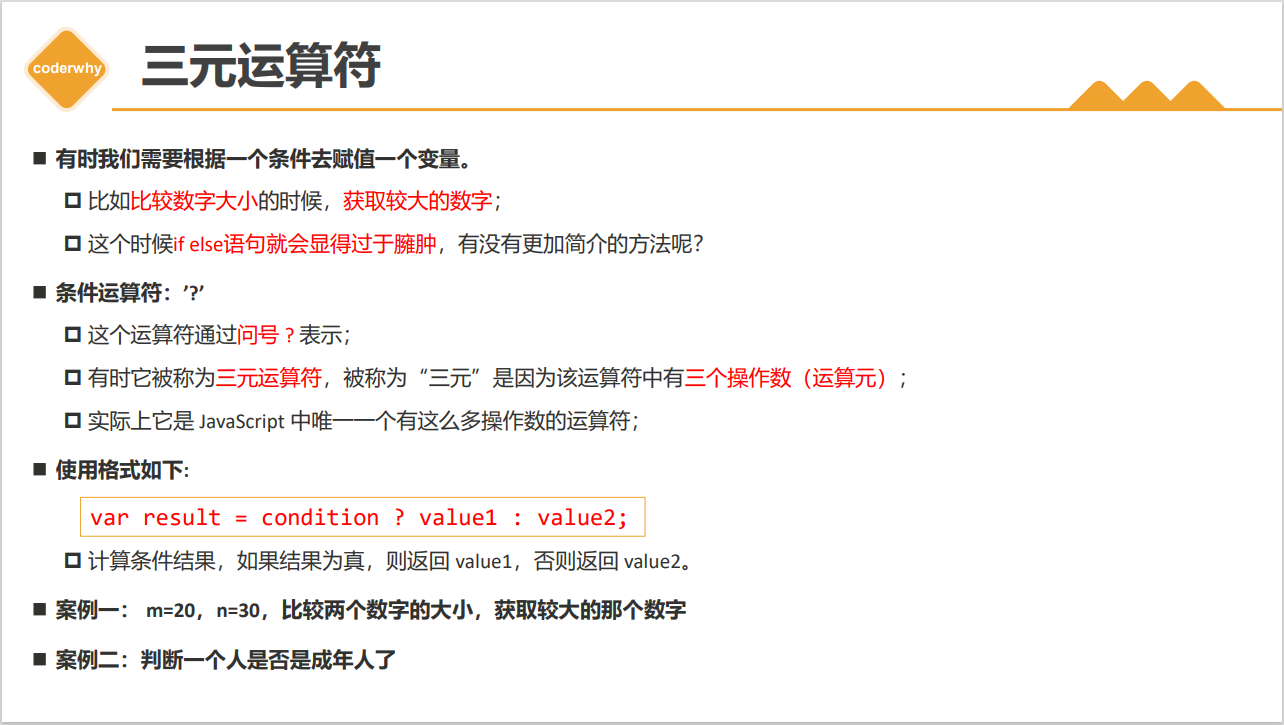 coderwhy
三元运算符
有时我们需要根据一个条件去赋值一个变量。
比如比较数字大小的时候，获取较大的数字；
这个时候if else语句就会显得过于臃肿，有没有更加简介的方法呢？
条件运算符：’?’
这个运算符通过问号 ? 表示；
有时它被称为三元运算符，被称为“三元”是因为该运算符中有三个操作数（运算元）；
实际上它是 JavaScript 中唯一一个有这么多操作数的运算符；
使用格式如下:
var result = condition ? value1 : value2;
计算条件结果，如果结果为真，则返回 value1，否则返回 value2。
案例一： m=20，n=30，比较两个数字的大小，获取较大的那个数字
案例二：判断一个人是否是成年人了